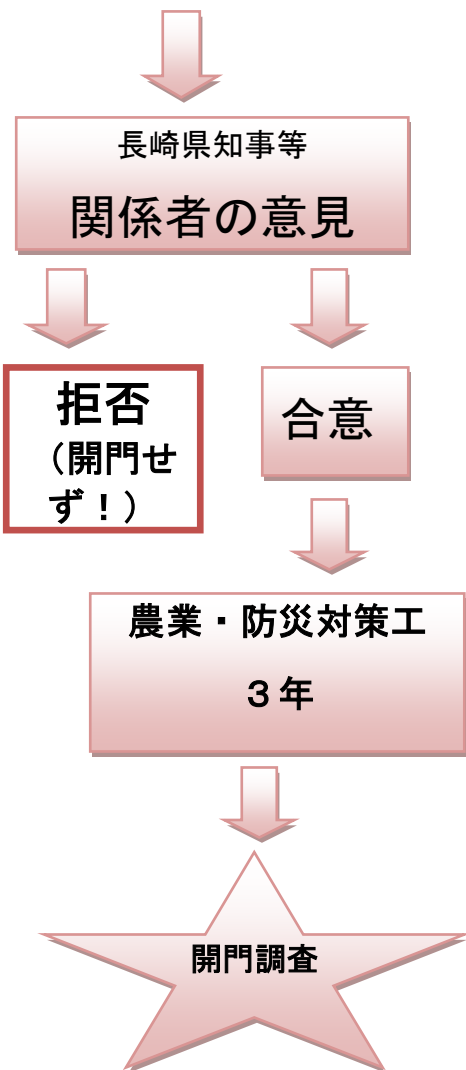 長崎県知事等
関係者の意見
拒否
（開門せ
ず！）
合意
農業・防災対策工
３年
開門調査